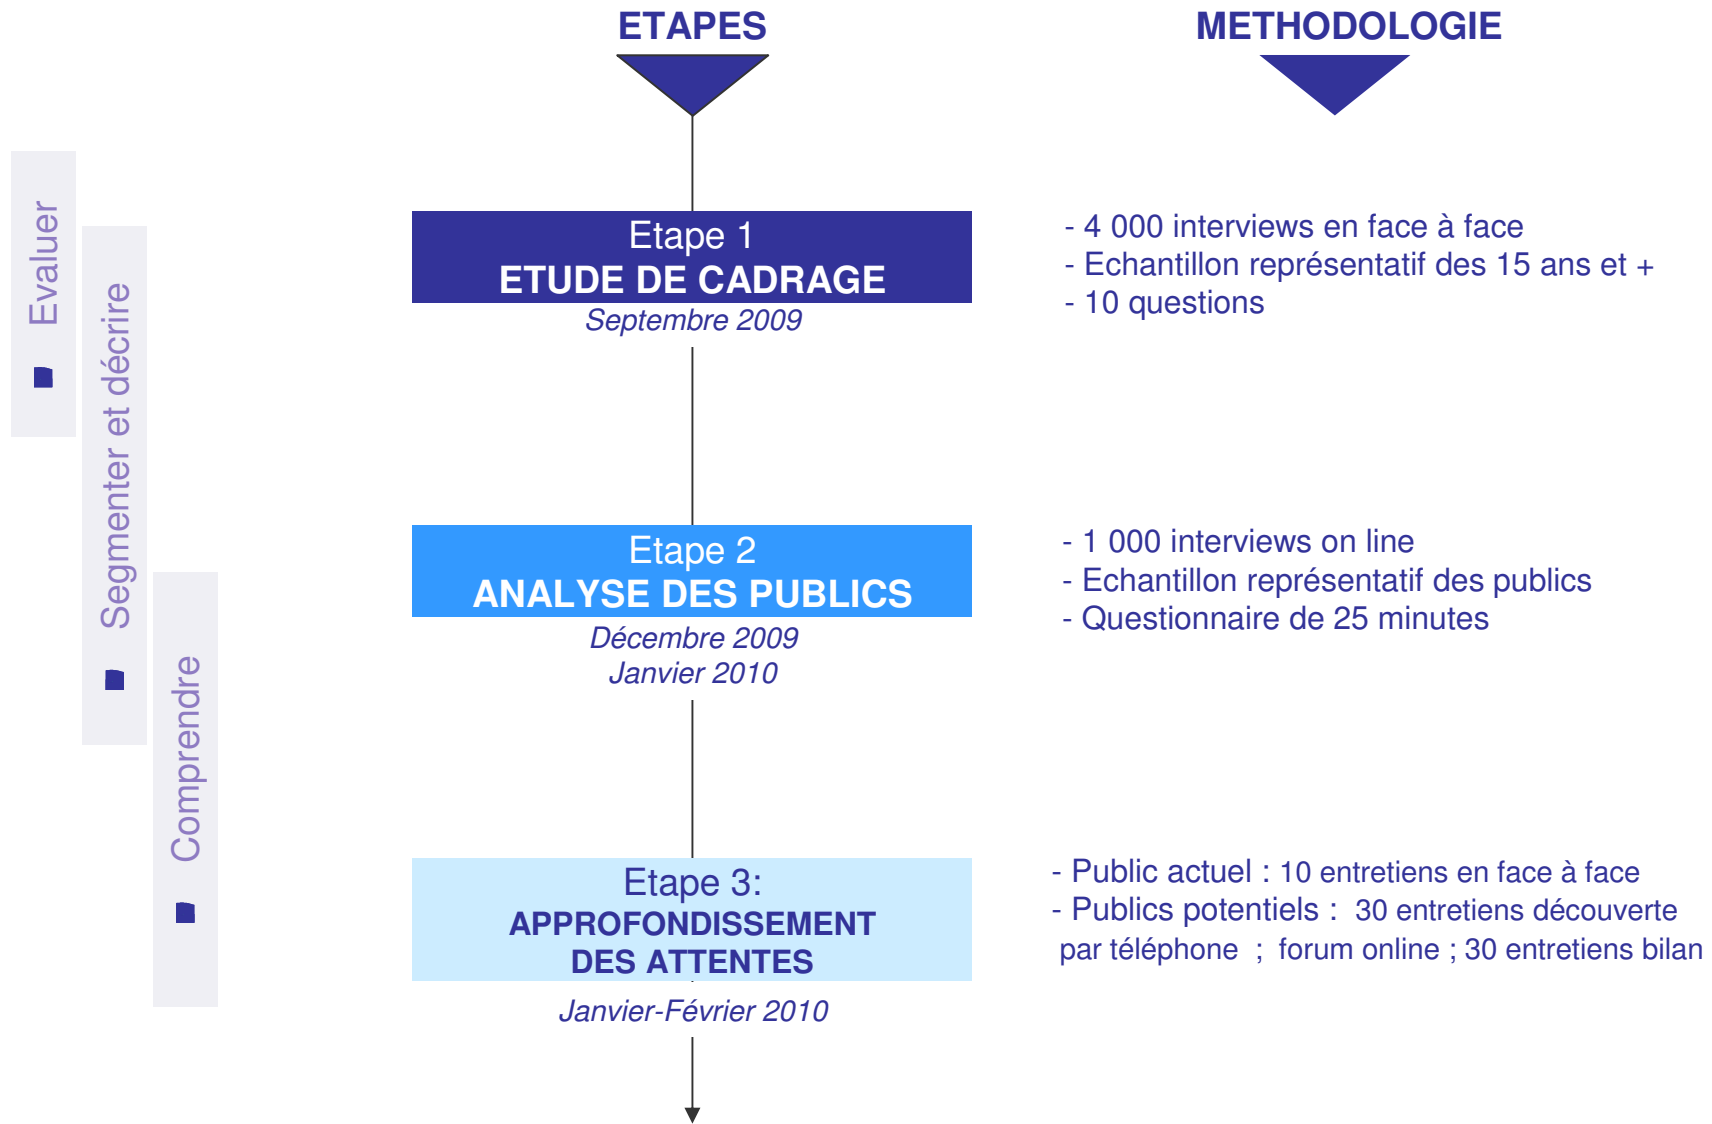 ETAPES
METHODOLOGIE
Evaluer
Segmenter et décrire
Comprendre
Etape 1
ETUDE DE CADRAGE
Septembre 2009
- 4 000 interviews en face à face
- Echantillon représentatif des 15 ans et +
- 10 questions
Etape 2
ANALYSE DES PUBLICS
Décembre 2009
Janvier 2010
- 1 000 interviews on line
- Echantillon représentatif des publics
- Questionnaire de 25 minutes
Etape 3:
APPROFONDISSEMENT
DES ATTENTES
Janvier-Février 2010
- Public actuel : 10 entretiens en face à face
- Publics potentiels : 30 entretiens découverte
par téléphone ; forum online ; 30 entretiens bilan